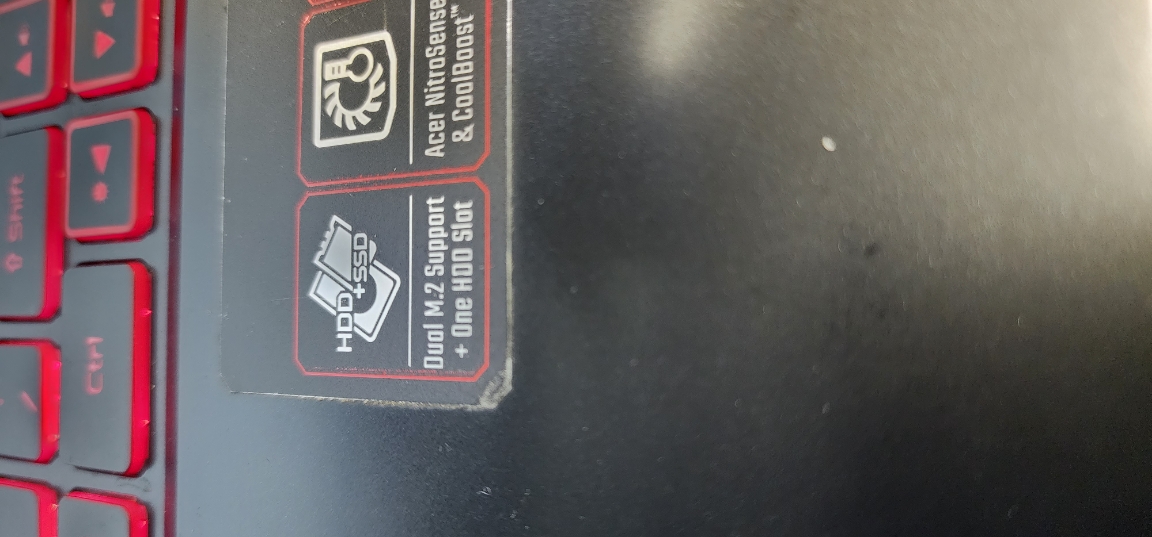 Acer NitroSense
& CoolBoost™
HDD
+SSD
Dual M.2 Support
+ One HDD Slot
Shift
Ctrl